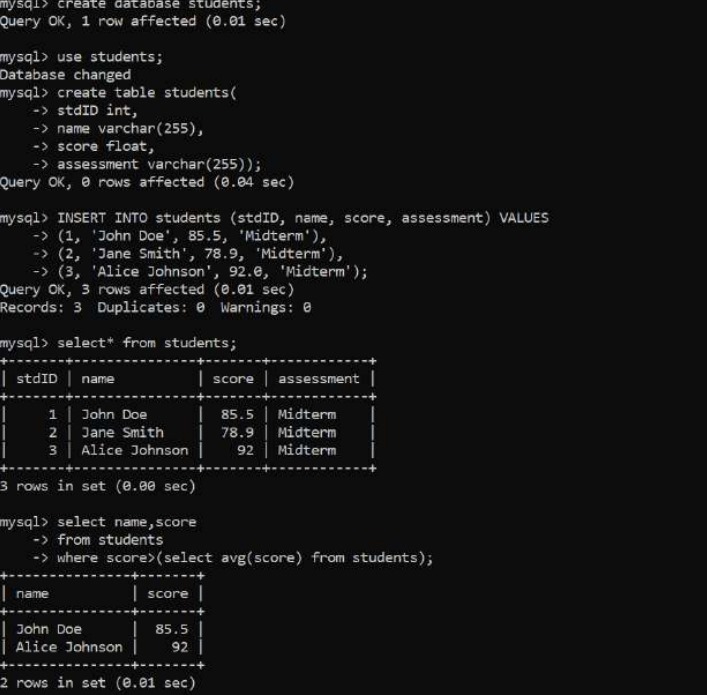 mysql> create database students;
Query OK, 1 row affected (0.01 sec)
mysql> use students;
Database changed
mysql> create table students(
    -> stdID int,
    -> name varchar(255),
    -> score float,
    -> assessment varchar(255));
Query OK, 0 rows affected (0.04 sec)
mysql> INSERT INTO students (stdID, name, score, assessment) VALUES
    -> (1, 'John Doe', 85.5, 'Midterm'),
    -> (2, 'Jane Smith', 78.9, 'Midterm'),
    -> (3, 'Alice Johnson', 92.0, 'Midterm');
Query OK, 3 rows affected (0.01 sec)
Records: 3  Duplicates: 0  Warnings: 0
mysql> select* from students;
+-------+---------------+-------+------------+
| stdID | name          | score | assessment |
+-------+---------------+-------+------------+
|     1 | John Doe      |  85.5 | Midterm    |
|     2 | Jane Smith    |  78.9 | Midterm    |
|     3 | Alice Johnson |    92 | Midterm    |
+-------+---------------+-------+------------+
3 rows in set (0.00 sec)
mysql> select name,score
    -> from students
    -> where score>(select avg(score) from students);
+---------------+-------+
| name          | score |
+---------------+-------+
| John Doe      |  85.5 |
| Alice Johnson |    92 |
+---------------+-------+
2 rows in set (0.01 sec)